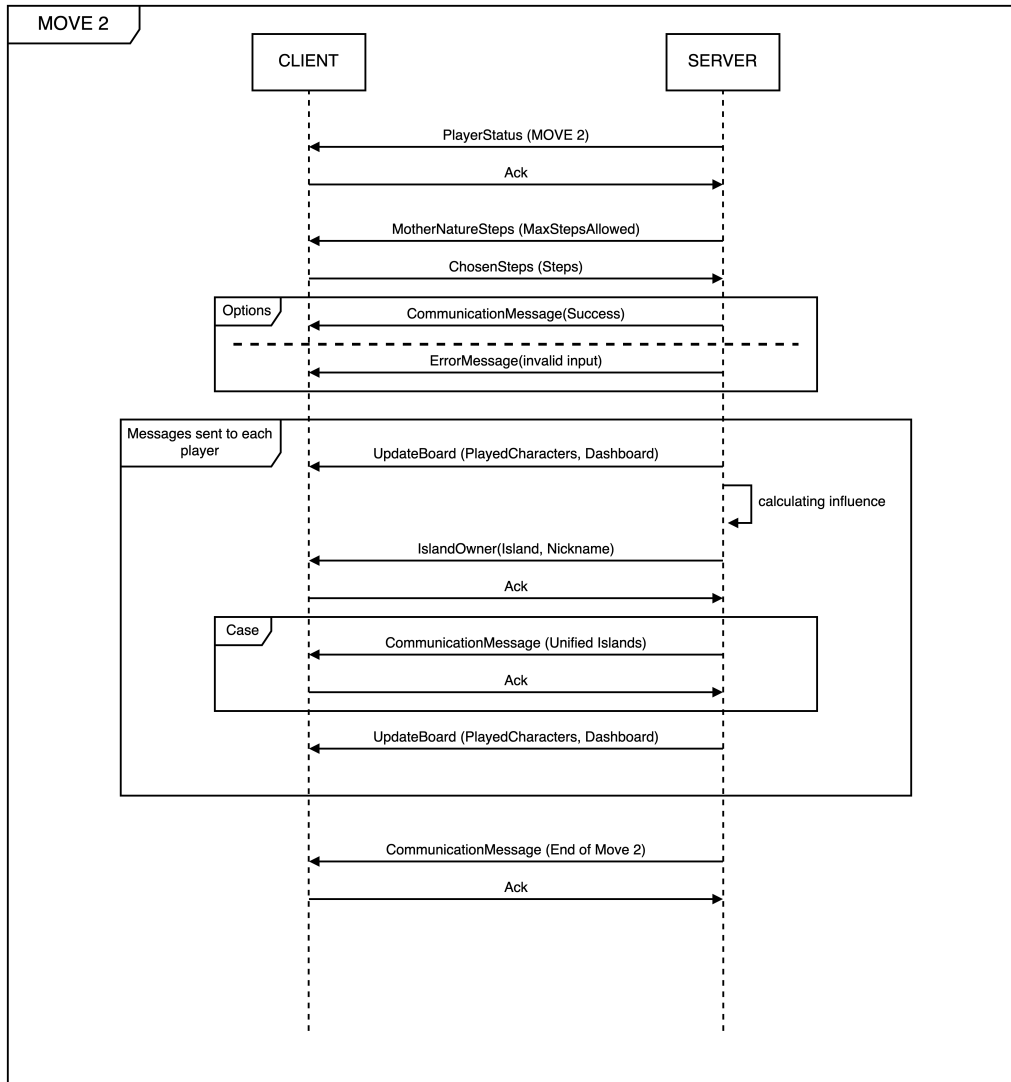 MOVE 2
CLIENT
SERVER
PlayerStatus (MOVE 2)
Ack
MotherNatureSteps (MaxStepsAllowed)
ChosenSteps (Steps)
Options
CommunicationMessage(Success)
ErrorMessage(invalid input)
Messages sent to each
player
UpdateBoard (PlayedCharacters, Dashboard)
calculating influence
IslandOwner(Island, Nickname)
Ack
Case
CommunicationMessage (Unified Islands)
Ack
UpdateBoard (PlayedCharacters, Dashboard)
CommunicationMessage (End of Move 2)
Ack